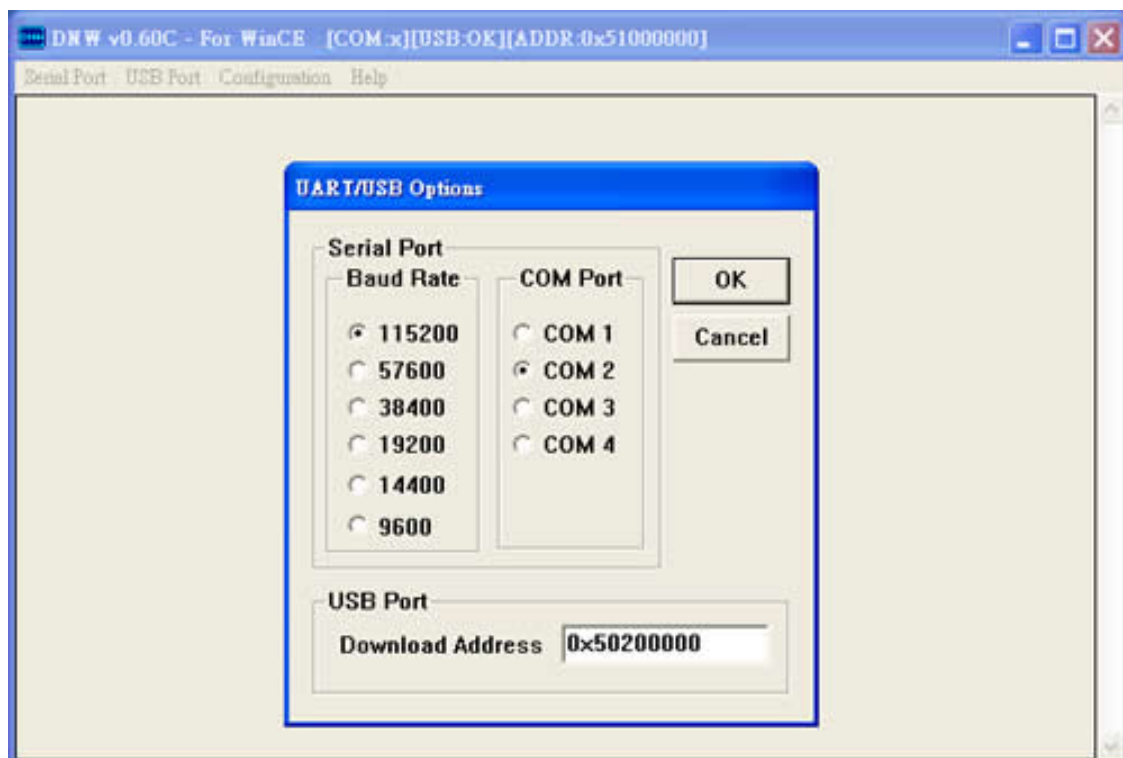 DNW v0.60C - For WinCE [COM:x][USB:OK][ADDR:0x51000000]
Serial Port USB Port Configuration Help
UART/USB Options
Serial Port
Baud Rate
115200
57600
38400
19200
14400
9600
COM Port
COM 1
COM 2
COM 3
COM 4
OK
Cancel
USB Port
Download Address 0x50200000